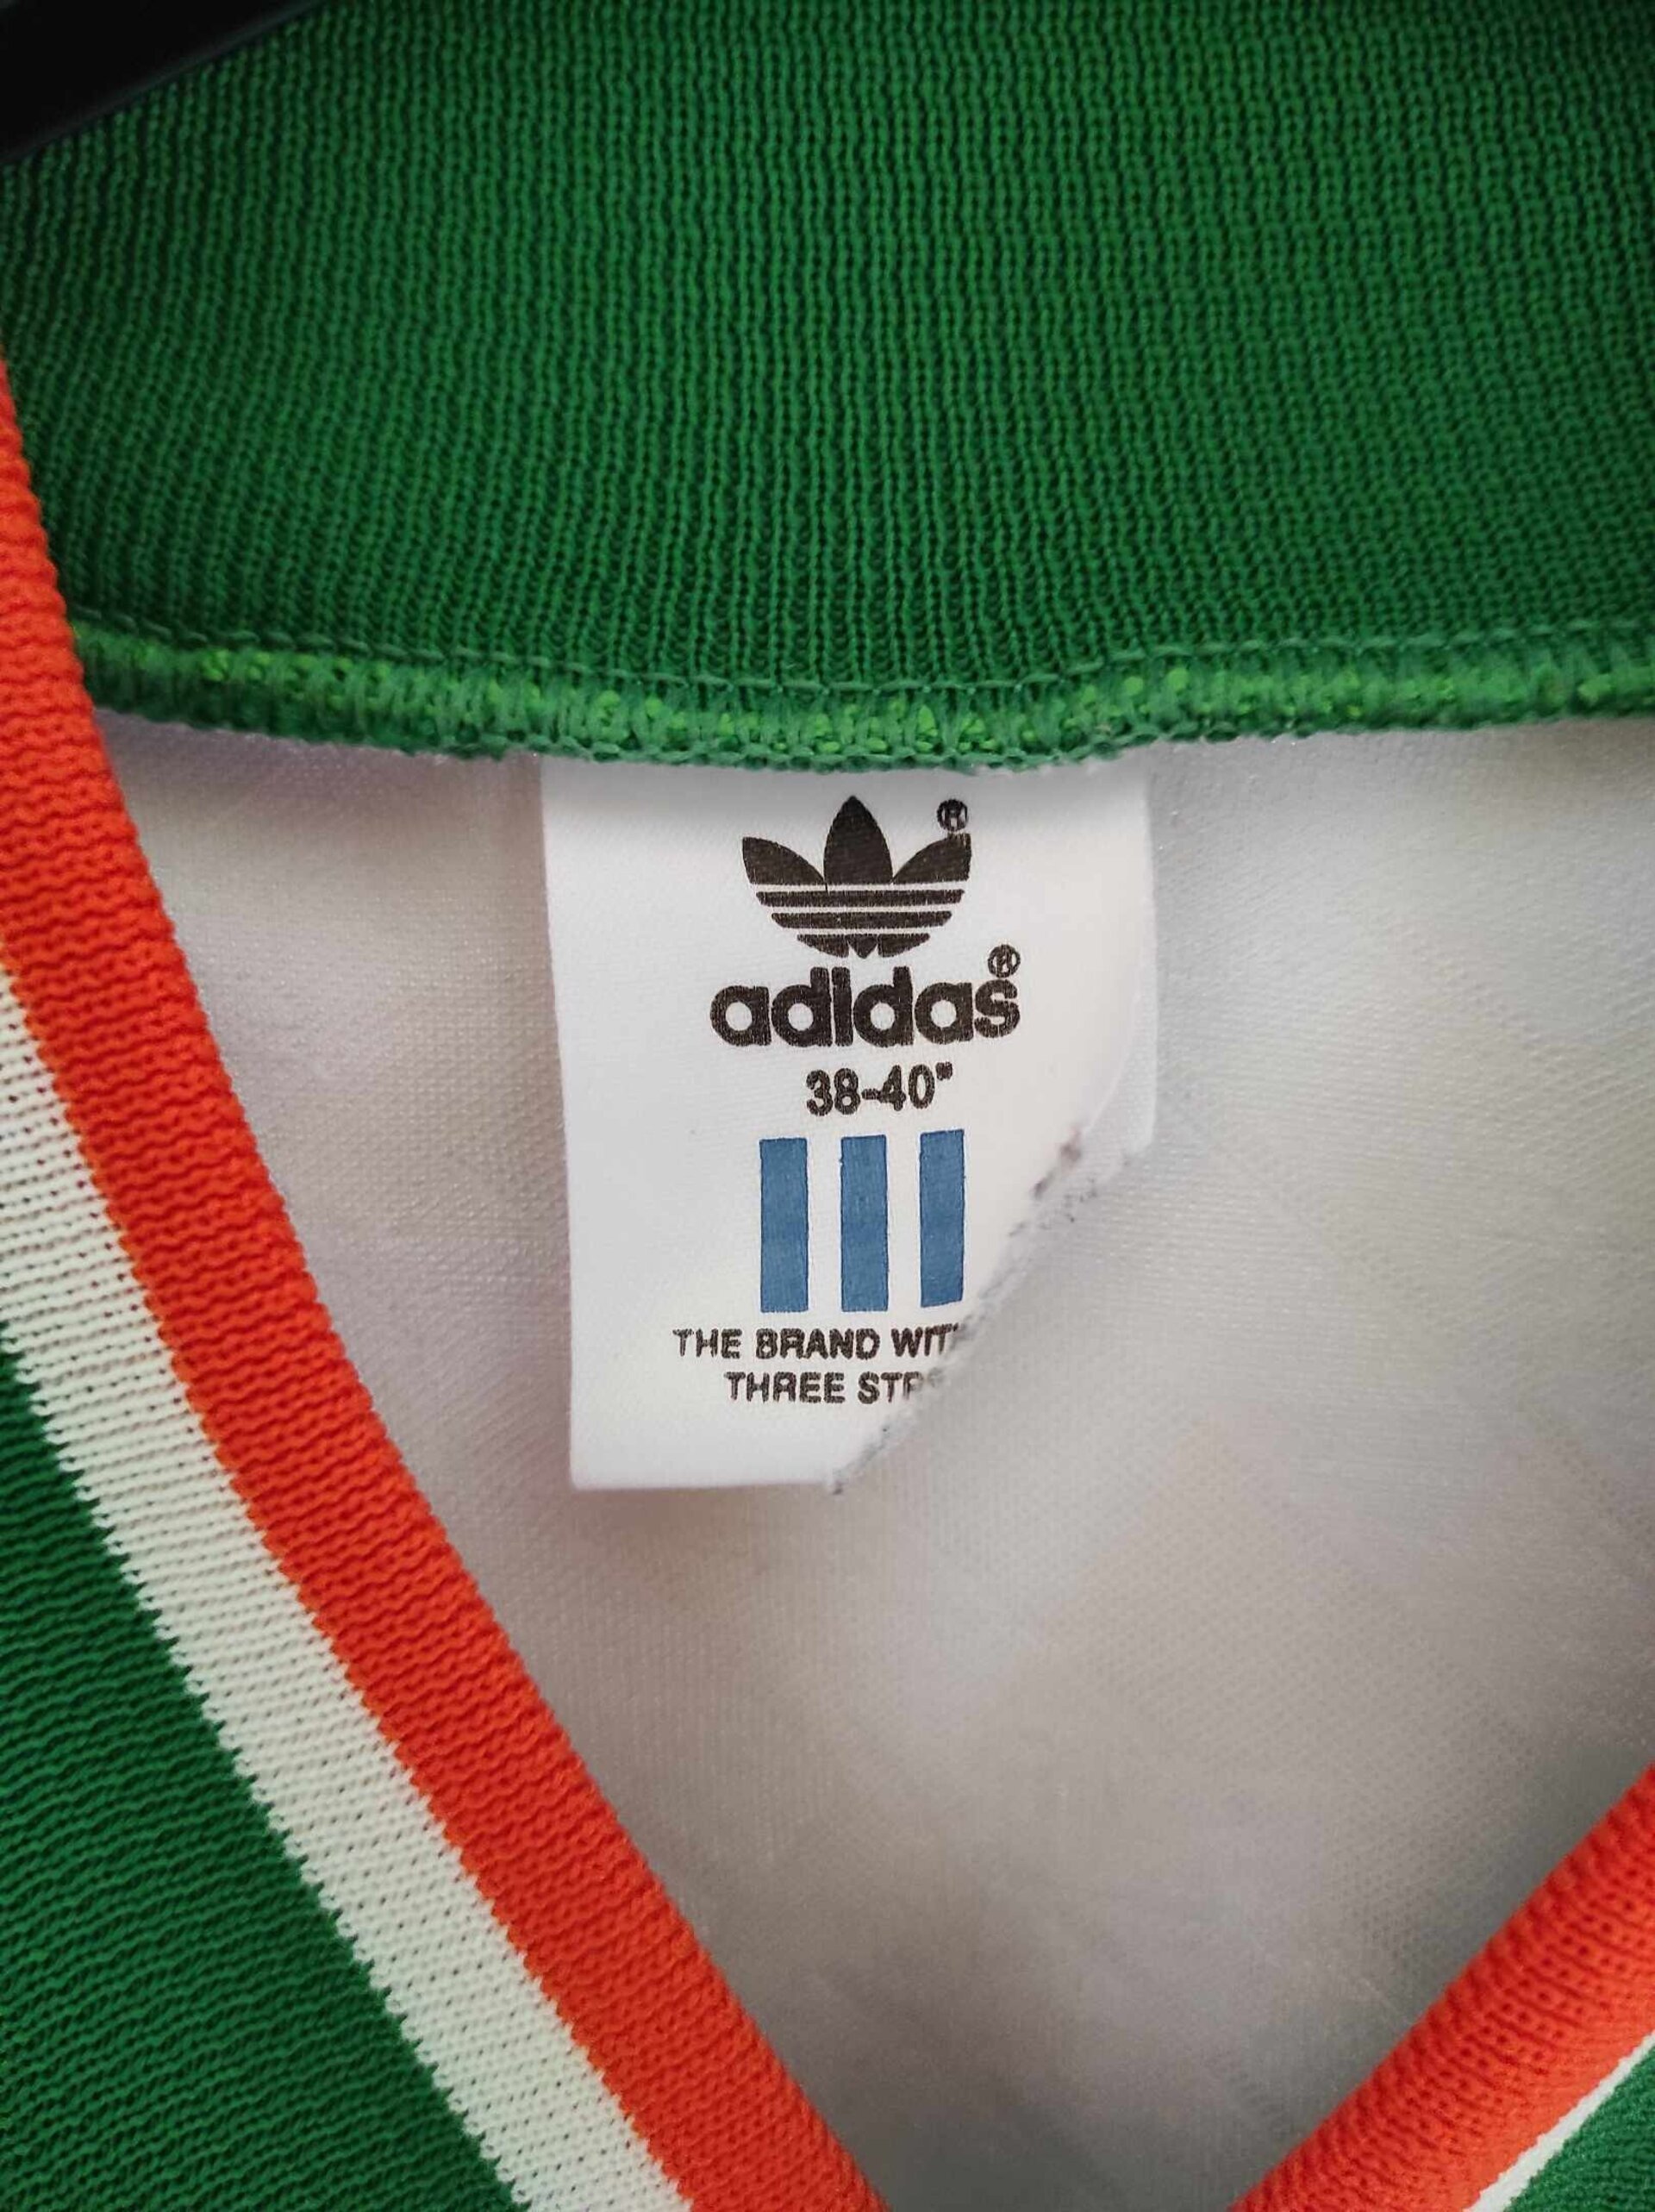 ®
adidas®
38-40"
THE BRAND WIT
THREE STR